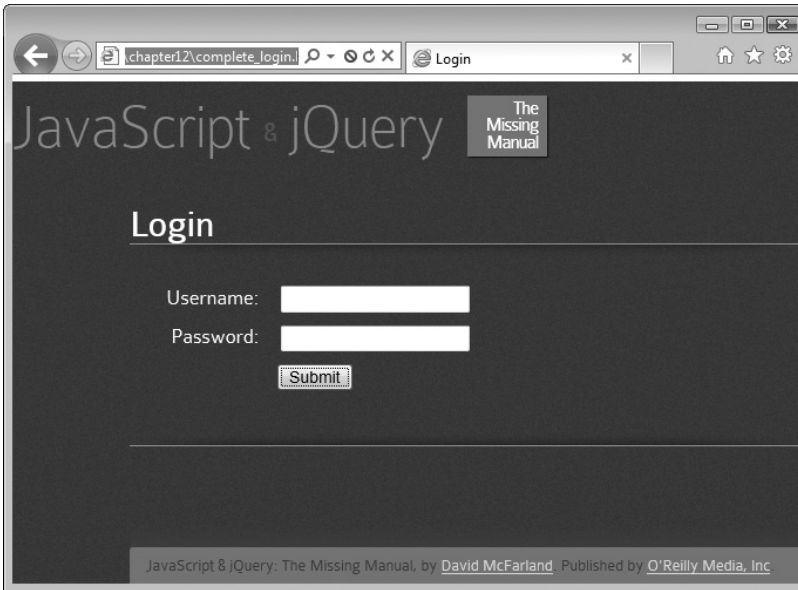 \chapter12\complete_login.l
Login
JavaScript & jQuery
The
Missing
Manual
Login
Username:
Password:
Submit
JavaScript & jQuery: The Missing Manual, by David McFarland. Published by O'Reilly Media, Inc.